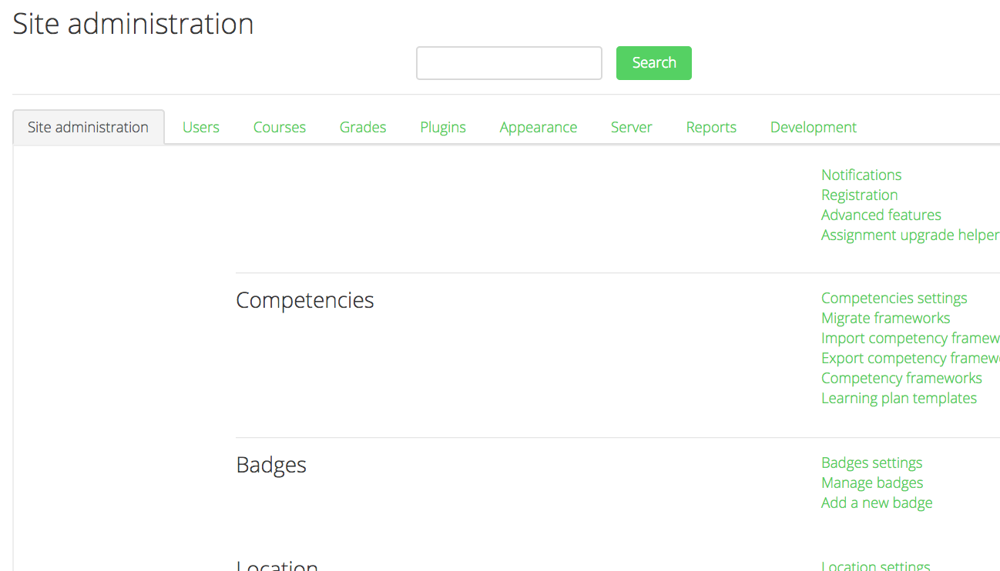 Site administration
Search
Site administration Users Courses Grades Plugins Appearance Server Reports Development
Notifications
Registration
Advanced features
Assignment upgrade helper
Competencies
Competencies settings
Migrate frameworks
Import competency framew
Export competency framew
Competency frameworks
Learning plan templates
Badges
Badges settings
Manage badges
Add a new badge
Location
Location settings